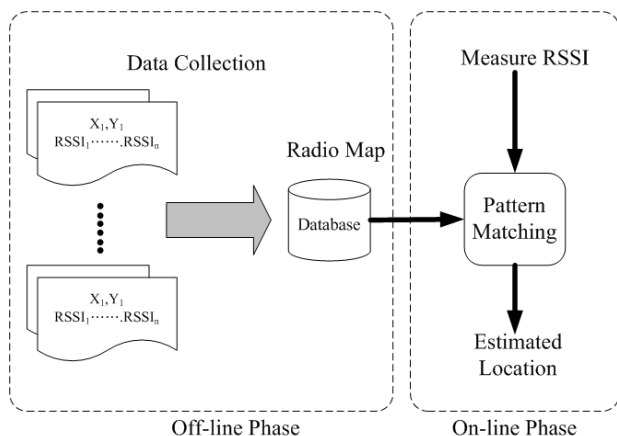 Data Collection
X₁,Y₁
RSSI₁·······.RSSIₙ
X₁,Y₁
RSSI₁·······.RSSIₙ
Radio Map
Database
Off-line Phase
Measure RSSI
Pattern
Matching
Estimated
Location
On-line Phase